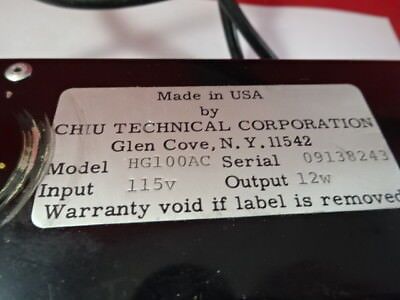 Made in USA
by
CHIU TECHNICAL CORPORATION
Glen Cove, N.Y. 11542
Model HG100AC Serial 09138243
Input 115v Output 12w
Warranty void if label is removed